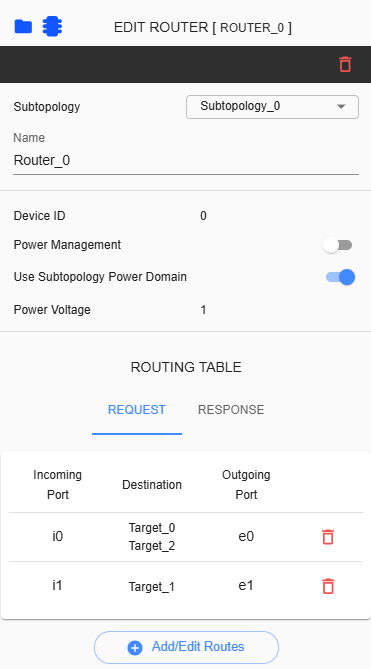 EDIT ROUTER [ ROUTER_0 ]
Subtopology Subtopology_0
Name
Router_0
Device ID 0
Power Management
Use Subtopology Power Domain
Power Voltage 1
ROUTING TABLE
REQUEST RESPONSE
Incoming Port Destination Outgoing Port
i0 Target_0 Target_2 e0
i1 Target_1 e1
Add/Edit Routes